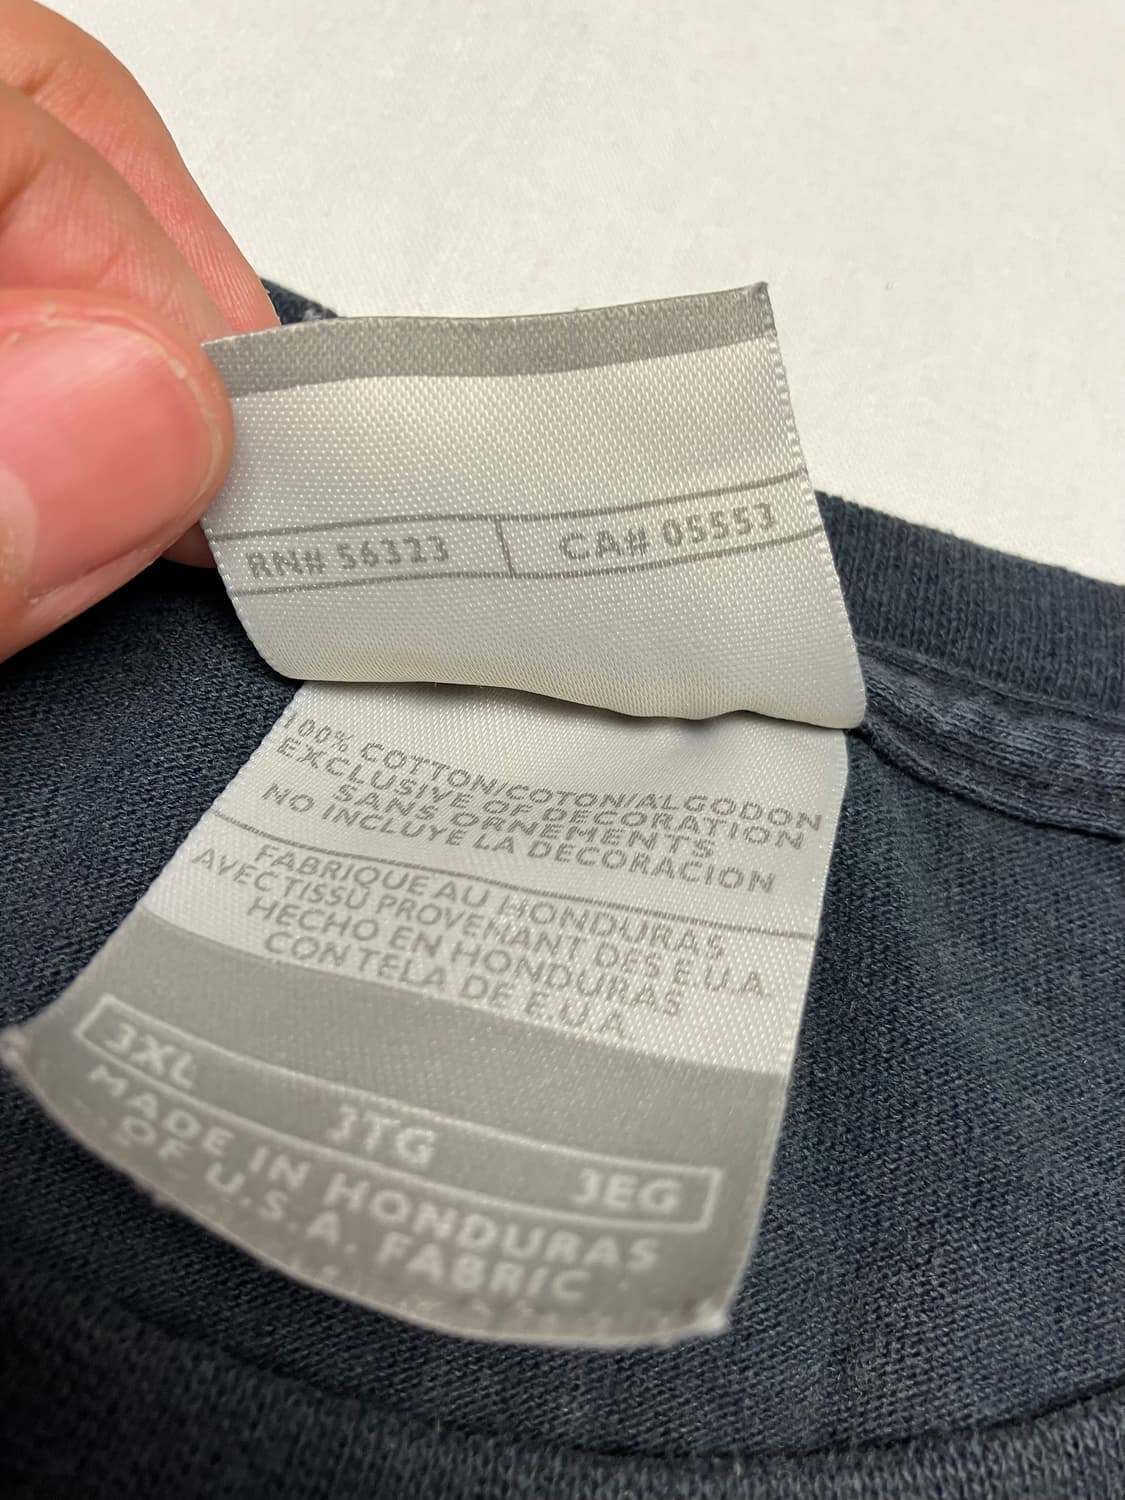 RN# 56323 CA# 05553
100% COTTON/COTON/ALGODON
EXCLUSIVE OF DECORATION
SANS ORNEMENTS
NO INCLUYE LA DECORACION
FABRIQUE AU HONDURAS
AVEC TISSU PROVENANT DES E.U.A.
HECHO EN HONDURAS
CON TELA DE E.U.A.
3XL 3TG 3EG
MADE IN HONDURAS
OF U.S.A. FABRIC